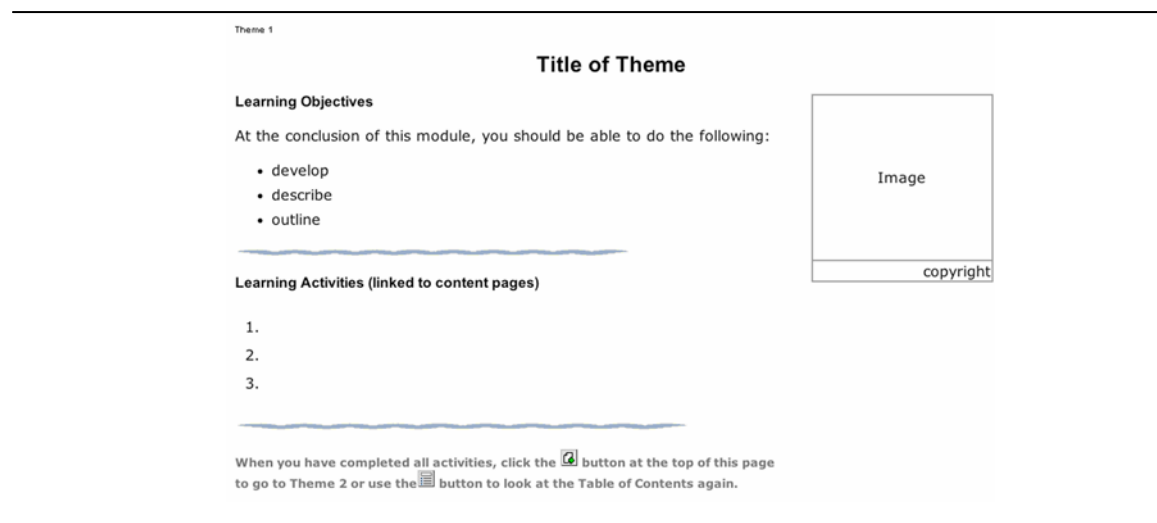 Theme 1
Title of Theme
Learning Objectives
At the conclusion of this module, you should be able to do the following:
• develop
• describe
• outline
Image
copyright
Learning Activities (linked to content pages)
1.
2.
3.
When you have completed all activities, click the button at the top of this page
to go to Theme 2 or use the button to look at the Table of Contents again.